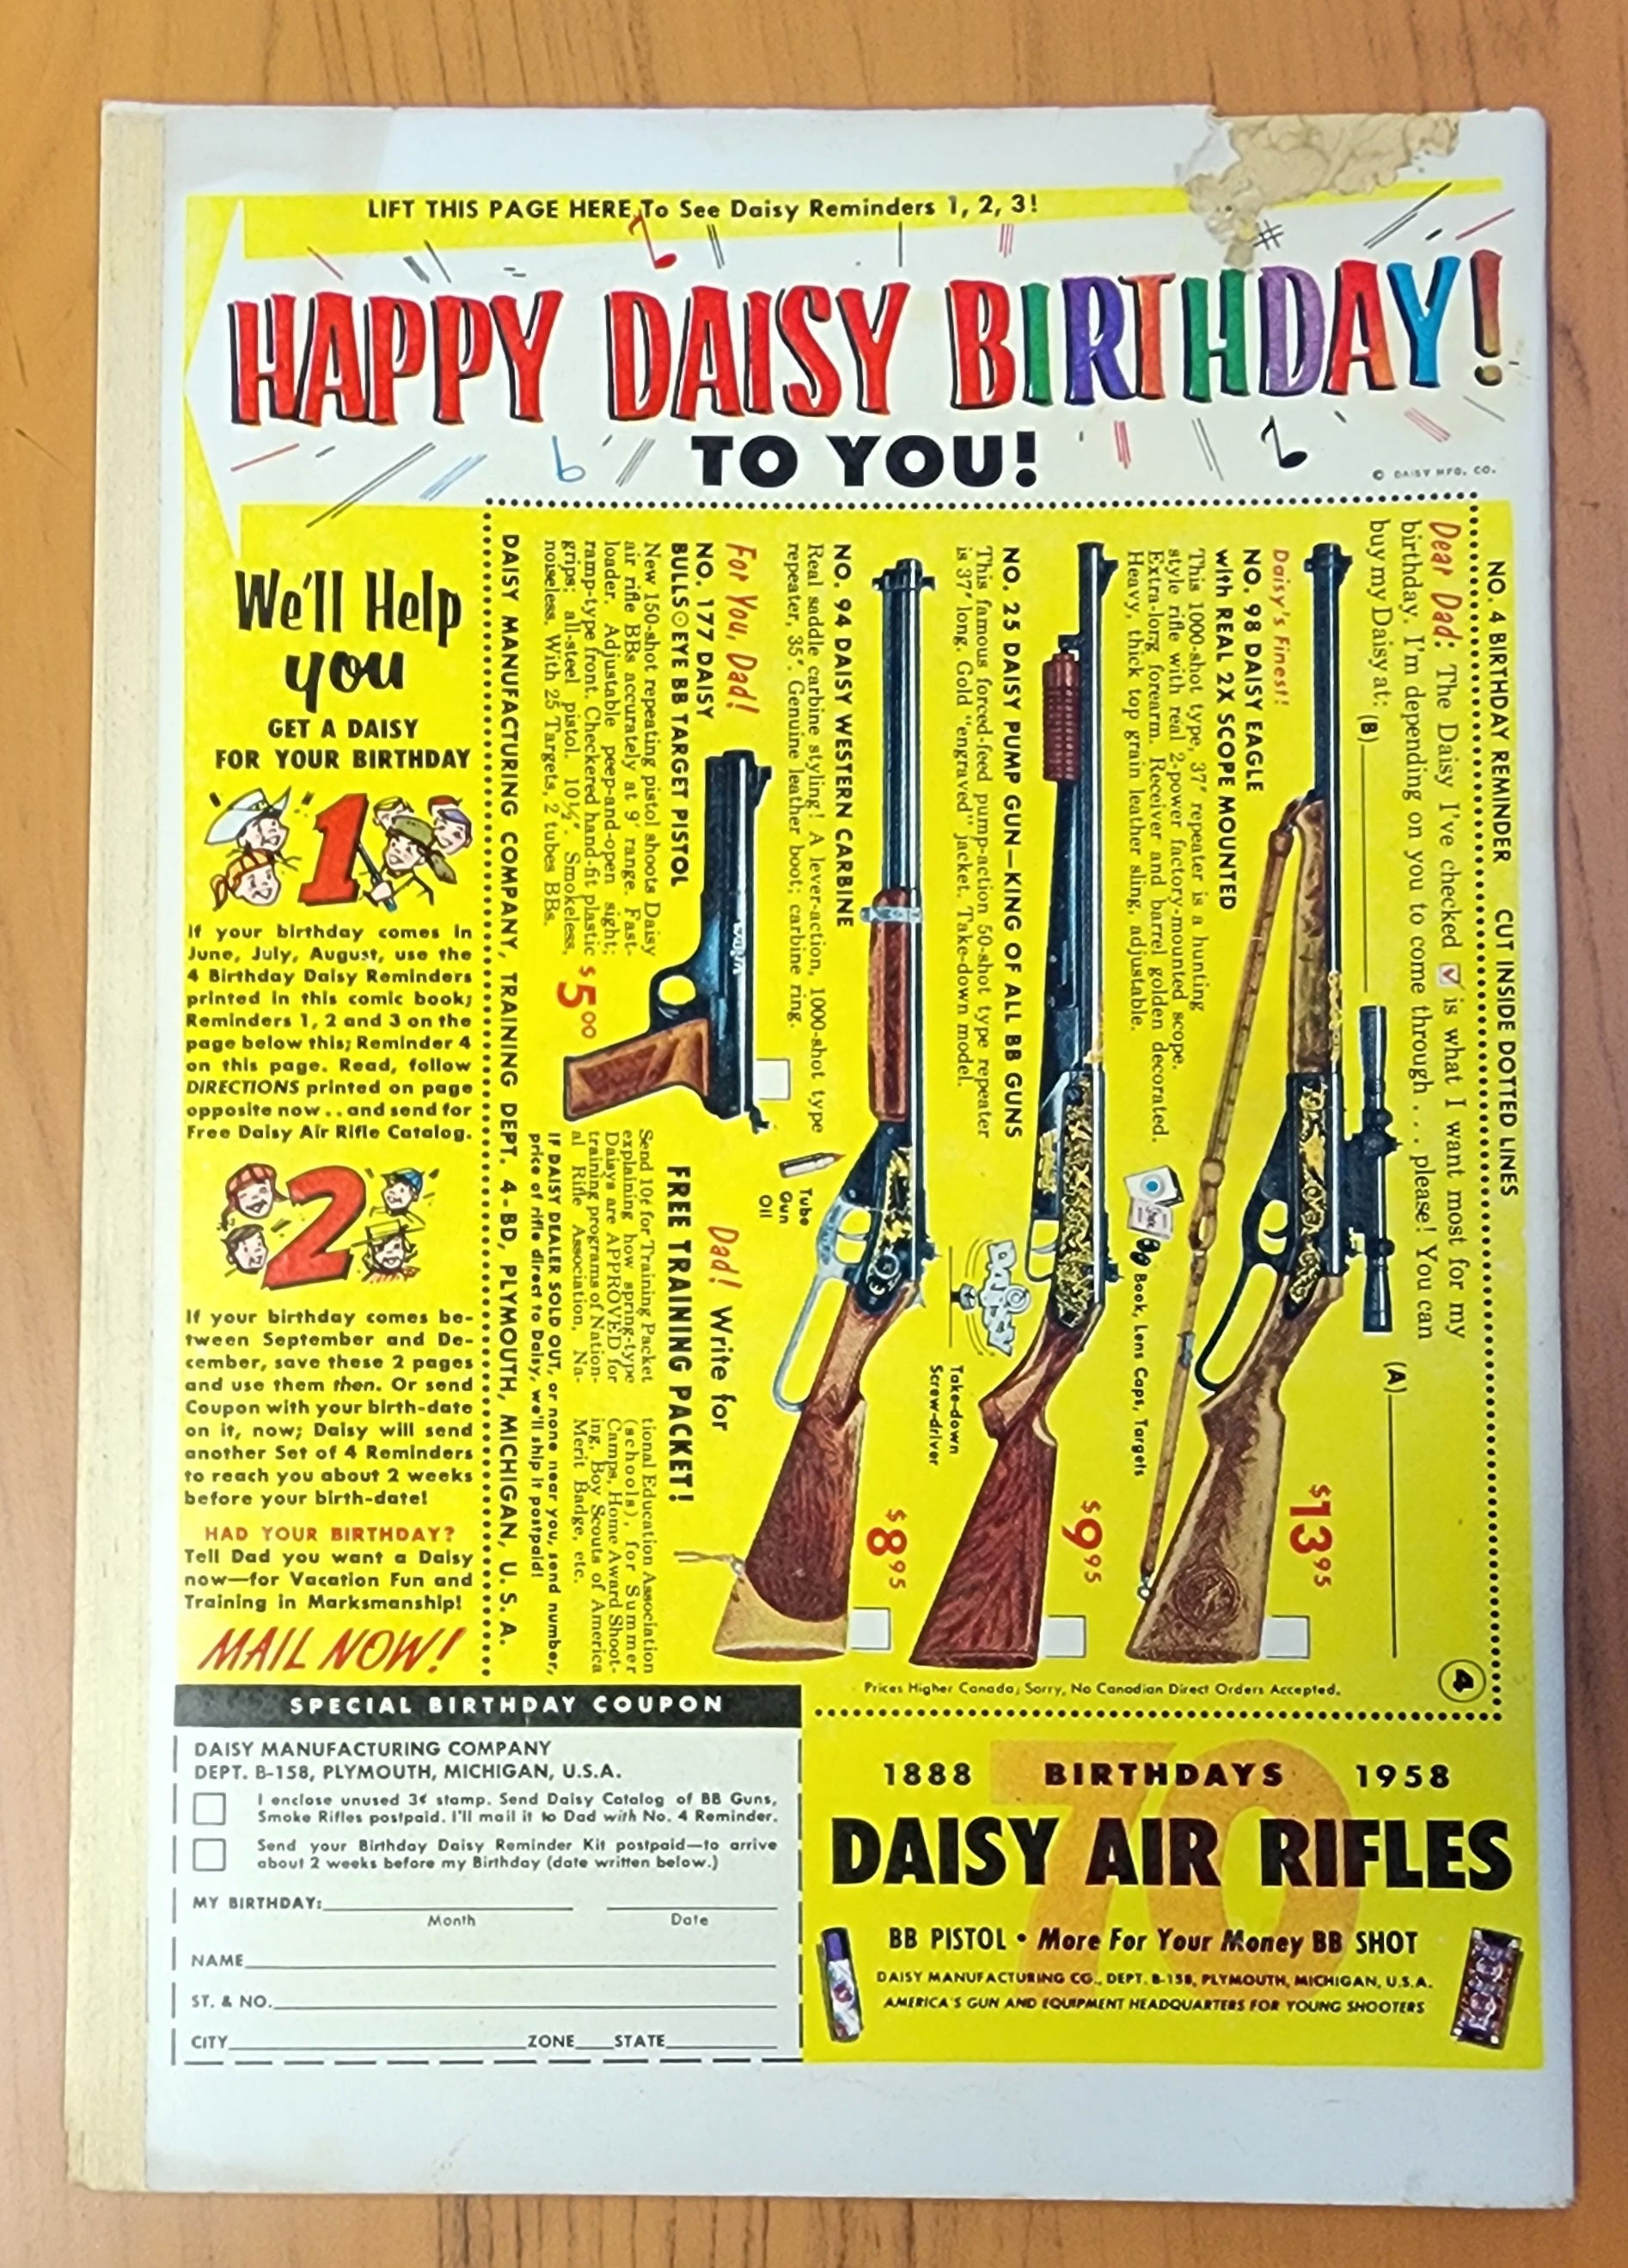 LIFT THIS PAGE HERE To See Daisy Reminders 1, 2, 3!
HAPPY DAISY BIRTHDAY!
TO YOU!
© DAISY MFG. CO.
We'll Help
you
GET A DAISY
FOR YOUR BIRTHDAY
1
If your birthday comes in
June, July, August, use the
4 Birthday Daisy Reminders
printed in this comic book;
Reminders 1, 2 and 3 on the
page below this; Reminder 4
on this page. Read, follow
DIRECTIONS printed on page
opposite now . . and send for
Free Daisy Air Rifle Catalog.
2
If your birthday comes be-
tween September and De-
cember, save these 2 pages
and use them then. Or send
Coupon with your birth-date
on it, now; Daisy will send
another Set of 4 Reminders
to reach you about 2 weeks
before your birth-date!
HAD YOUR BIRTHDAY?
Tell Dad you want a Daisy
now—for Vacation Fun and
Training in Marksmanship!
MAIL NOW!
NO. 4 BIRTHDAY REMINDER CUT INSIDE DOTTED LINES
4
Dear Dad: The Daisy I've checked ☑ is what I want most for my
birthday. I'm depending on you to come through . . . please! You can
buy my Daisy at: (A)
(B)
Daisy's Finest!
NO. 98 DAISY EAGLE
with REAL 2X SCOPE MOUNTED
This 1000-shot type, 37" repeater is a hunting
style rifle with real 2-power factory-mounted scope.
Extra-long forearm. Receiver and barrel golden decorated.
Heavy, thick top grain leather sling, adjustable.
$13.95
Book, Lens Caps, Targets
NO. 25 DAISY PUMP GUN—KING OF ALL BB GUNS
This famous forced-feed pump-action 50-shot type repeater
is 37" long. Gold "engraved" jacket. Take-down model.
$9.95
DAISY
Take-down
Screw-driver
NO. 94 DAISY WESTERN CARBINE
Real saddle carbine styling! A lever-action, 1000-shot type
repeater, 35". Genuine leather boot; carbine ring.
$8.95
Tube
Gun
Oil
For You, Dad!
NO. 177 DAISY
BULLS⊙EYE BB TARGET PISTOL
New 150-shot repeating pistol shoots Daisy
air rifle BBs accurately at 9' range. Fast-
loader. Adjustable peep-and-open sight;
ramp-type front. Checkered hand-fit plastic
grips; all-steel pistol. 10½". Smokeless,
noiseless. With 25 Targets, 2 tubes BBs.
$5.00
Dad! Write for
FREE TRAINING PACKET!
Send 10¢ for Training Packet
explaining how spring-type
Daisys are APPROVED for
training programs of Nation-
al Rifle Association, Na-
tional Education Association
(schools), for Summer
Camps, Home Award Shoot-
ing, Boy Scouts of America
Merit Badge, etc.
IF DAISY DEALER SOLD OUT, or none near you, send number,
price of rifle direct to Daisy, we'll ship it postpaid!
DAISY MANUFACTURING COMPANY, TRAINING DEPT. 4-BD, PLYMOUTH, MICHIGAN, U. S. A.
Prices Higher Canada; Sorry, No Canadian Direct Orders Accepted.
SPECIAL BIRTHDAY COUPON
DAISY MANUFACTURING COMPANY
DEPT. B-158, PLYMOUTH, MICHIGAN, U.S.A.
I enclose unused 3¢ stamp. Send Daisy Catalog of BB Guns,
Smoke Rifles postpaid. I'll mail it to Dad with No. 4 Reminder.
Send your Birthday Daisy Reminder Kit postpaid—to arrive
about 2 weeks before my Birthday (date written below.)
MY BIRTHDAY:
Month Date
NAME
ST. & NO.
CITY ZONE STATE
70
1888 BIRTHDAYS 1958
DAISY AIR RIFLES
BB PISTOL • More For Your Money BB SHOT
DAISY MANUFACTURING CO., DEPT. B-158, PLYMOUTH, MICHIGAN, U.S.A.
AMERICA'S GUN AND EQUIPMENT HEADQUARTERS FOR YOUNG SHOOTERS